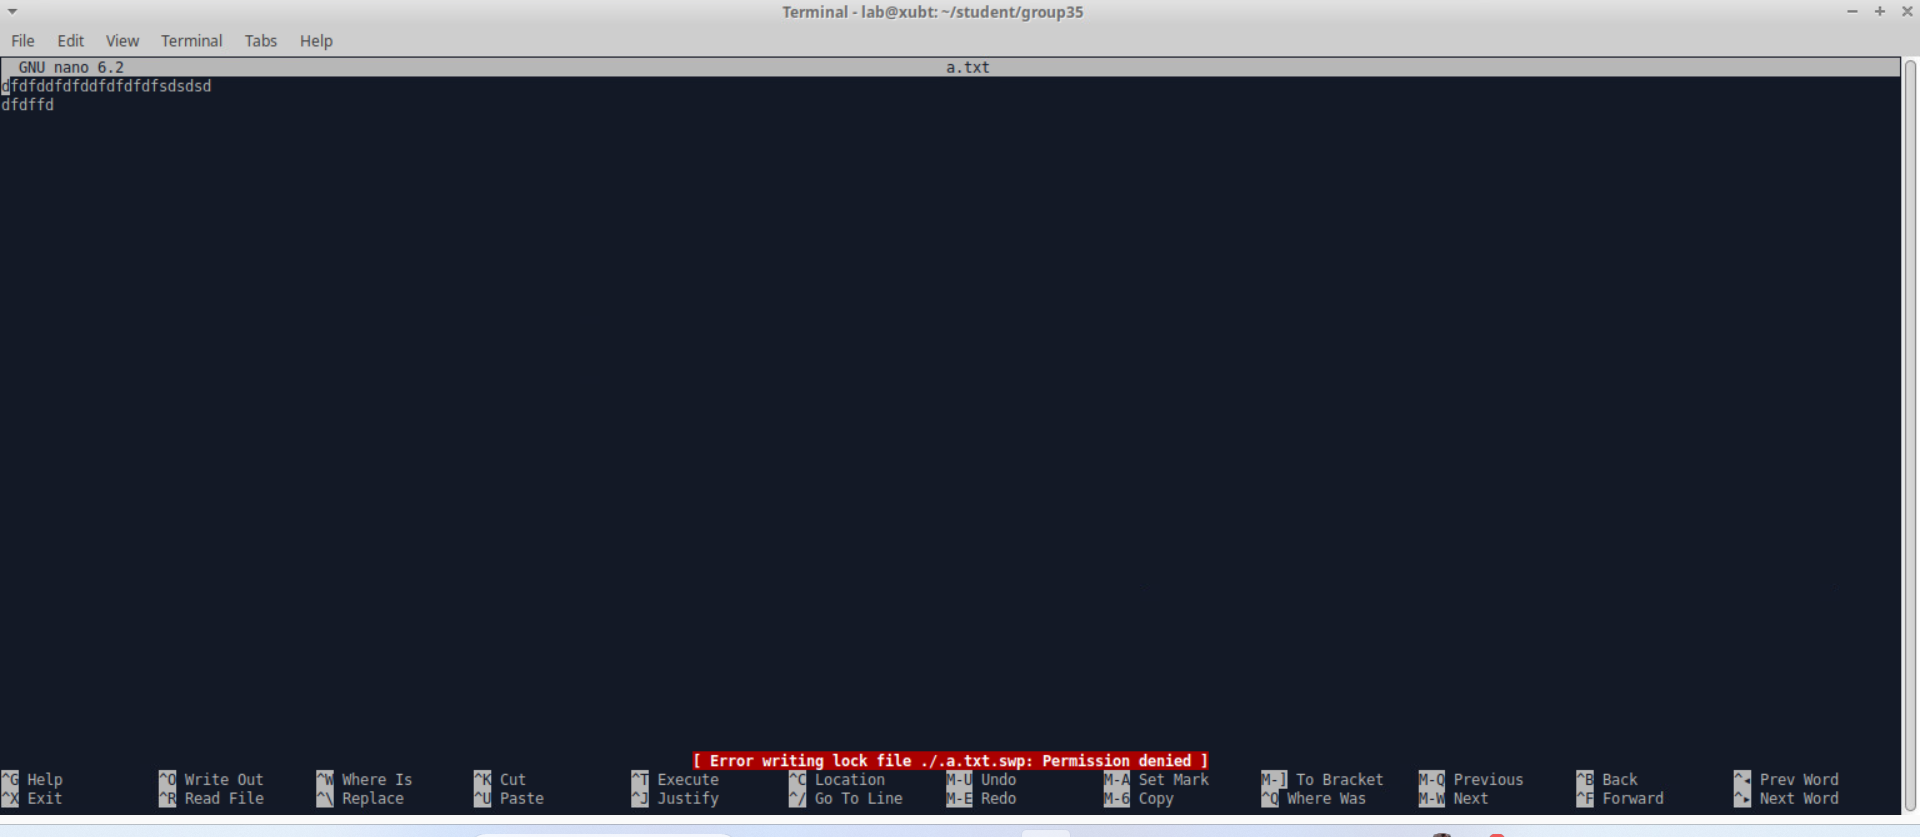 Terminal - lab@xubt: ~/student/group35
File Edit View Terminal Tabs Help
GNU nano 6.2 a.txt
dfdfddfdfddfdfdfdfsdsdsd
dfdffd
[ Error writing lock file ./.a.txt.swp: Permission denied ]
^G Help ^O Write Out ^W Where Is ^K Cut ^T Execute ^C Location M-U Undo M-A Set Mark M-] To Bracket M-Q Previous ^B Back ^◂ Prev Word
^X Exit ^R Read File ^\ Replace ^U Paste ^J Justify ^/ Go To Line M-E Redo M-6 Copy ^Q Where Was M-W Next ^F Forward ^▸ Next Word